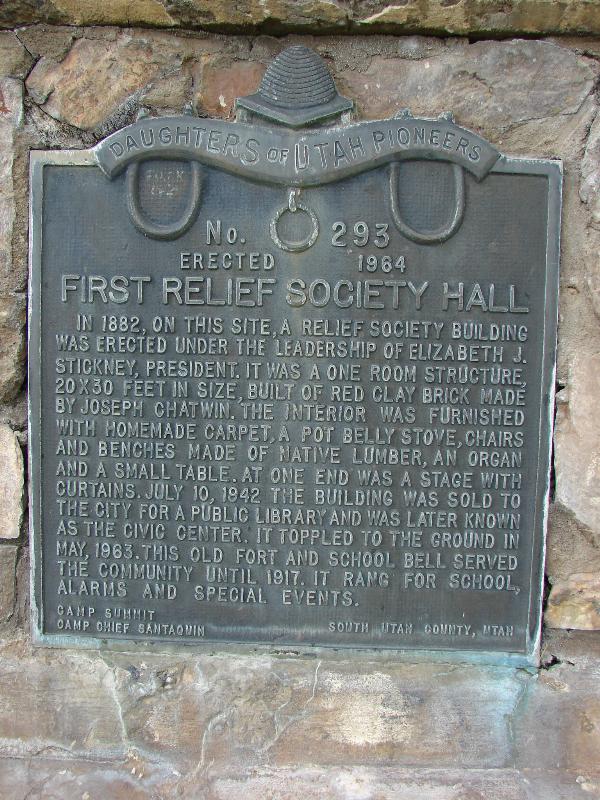 DAUGHTERS OF UTAH PIONEERS
No. 293
ERECTED 1964
FIRST RELIEF SOCIETY HALL
IN 1882, ON THIS SITE, A RELIEF SOCIETY BUILDING
WAS ERECTED UNDER THE LEADERSHIP OF ELIZABETH J.
STICKNEY, PRESIDENT. IT WAS A ONE ROOM STRUCTURE,
20 X 30 FEET IN SIZE, BUILT OF RED CLAY BRICK MADE
BY JOSEPH CHATWIN. THE INTERIOR WAS FURNISHED
WITH HOMEMADE CARPET, A POT BELLY STOVE, CHAIRS
AND BENCHES MADE OF NATIVE LUMBER, AN ORGAN
AND A SMALL TABLE. AT ONE END WAS A STAGE WITH
CURTAINS. JULY 10, 1942 THE BUILDING WAS SOLD TO
THE CITY FOR A PUBLIC LIBRARY AND WAS LATER KNOWN
AS THE CIVIC CENTER. IT TOPPLED TO THE GROUND IN
MAY, 1963. THIS OLD FORT AND SCHOOL BELL SERVED
THE COMMUNITY UNTIL 1917. IT RANG FOR SCHOOL,
ALARMS AND SPECIAL EVENTS.
CAMP SUMMIT
CAMP CHIEF SANTAQUIN SOUTH UTAH COUNTY, UTAH